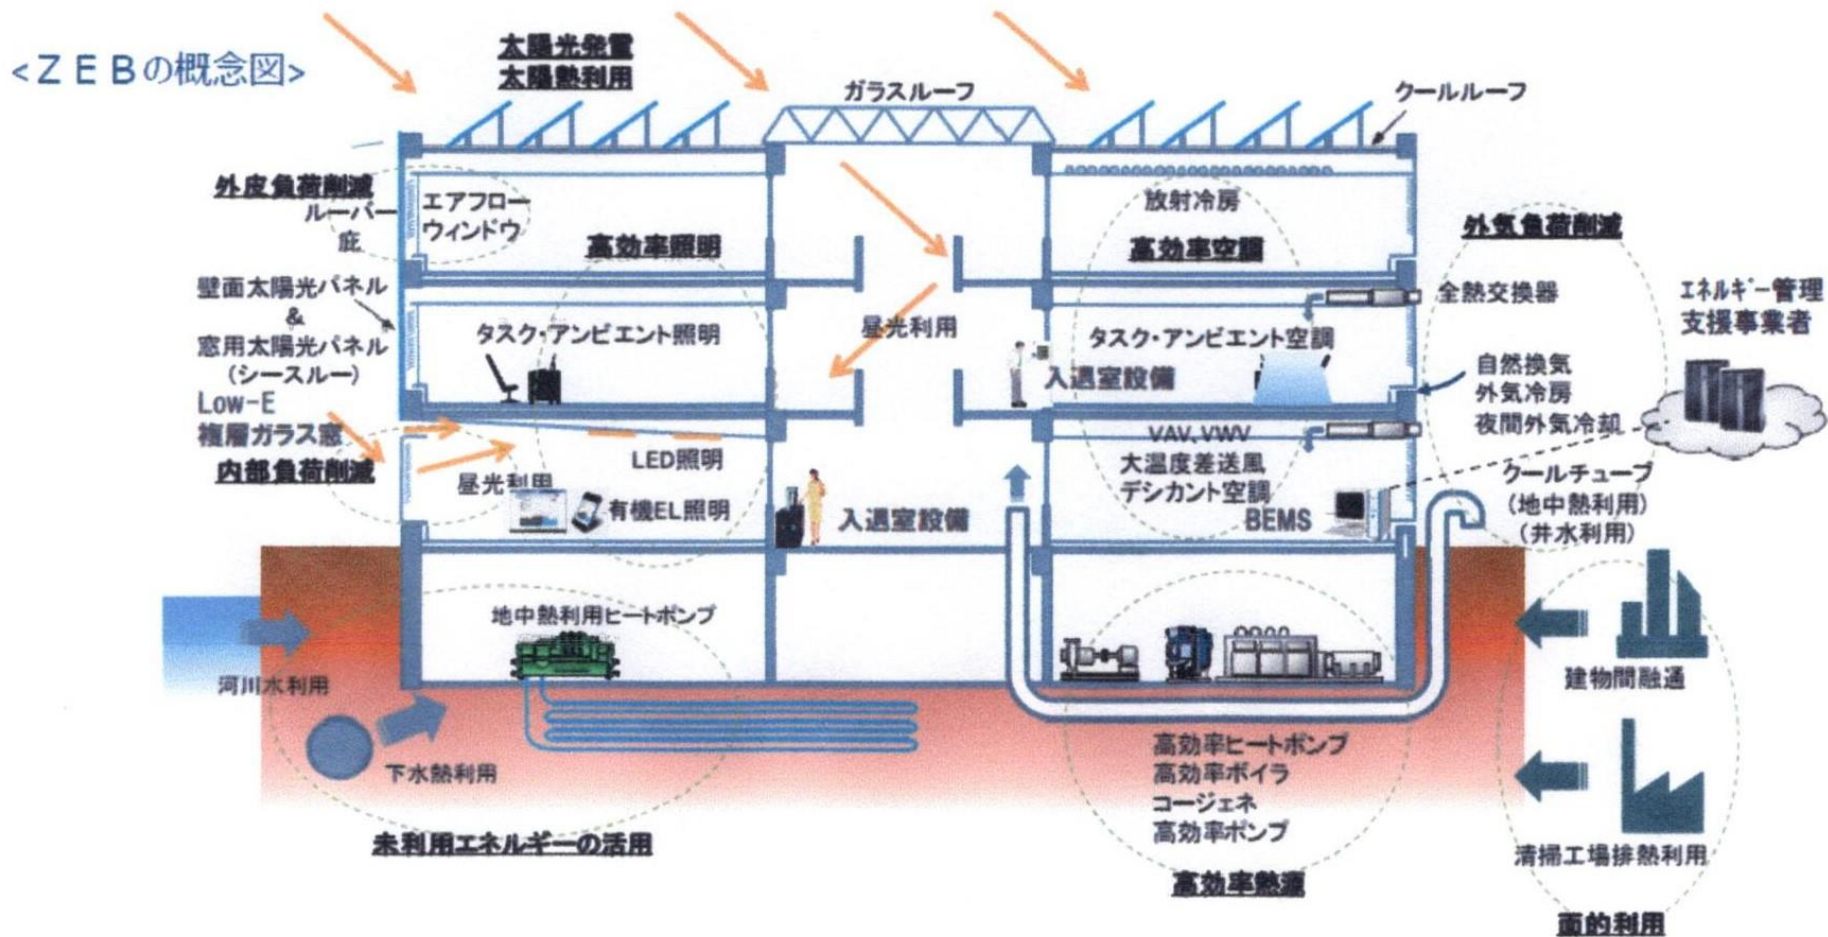 <ZEBの概念図>
太陽光発電
太陽熱利用
ガラスルーフ
クールルーフ
外皮負荷削減
ルーバー
庇
エアフロー
ウィンドウ
高効率照明
放射冷房
高効率空調
外気負荷削減
壁面太陽光パネル
&
窓用太陽光パネル
(シースルー)
Low-E
複層ガラス窓
内部負荷削減
タスク・アンビエント照明
昼光利用
入退室設備
タスク・アンビエント空調
全熱交換器
エネルギー管理
支援事業者
自然換気
外気冷房
夜間外気冷却
LED照明
昼光利用
有機EL照明
入退室設備
VAV、VWV
大温度差送風
デシカント空調
BEMS
クールチューブ
(地中熱利用)
(井水利用)
地中熱利用ヒートポンプ
河川水利用
下水熱利用
未利用エネルギーの活用
高効率ヒートポンプ
高効率ボイラ
コージェネ
高効率ポンプ
高効率熱源
建物間融通
清掃工場排熱利用
面的利用